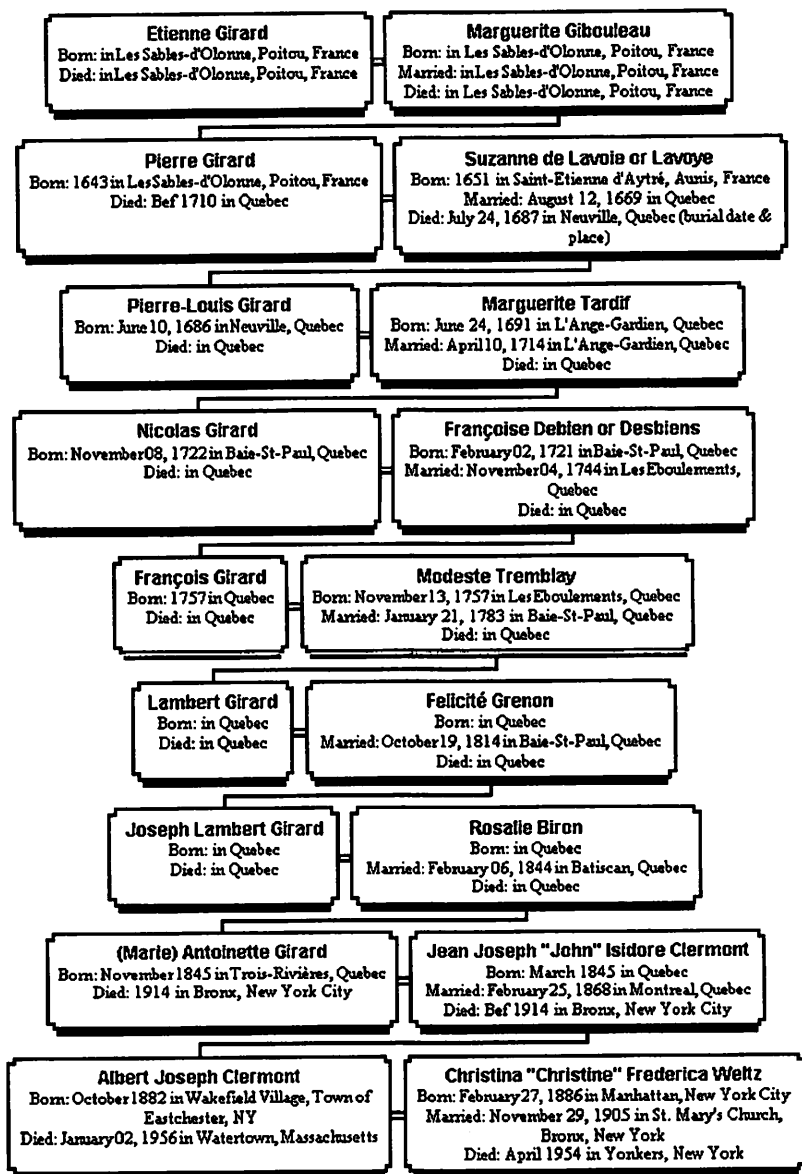 Etienne Girard
Born: in Les Sables-d'Olonne, Poitou, France
Died: in Les Sables-d'Olonne, Poitou, France
Marguerite Gibouleau
Born: in Les Sables-d'Olonne, Poitou, France
Married: in Les Sables-d'Olonne, Poitou, France
Died: in Les Sables-d'Olonne, Poitou, France
Pierre Girard
Born: 1643 in Les Sables-d'Olonne, Poitou, France
Died: Bef 1710 in Quebec
Suzanne de Lavoie or Lavoye
Born: 1651 in Saint-Etienne d'Aytré, Aunis, France
Married: August 12, 1669 in Quebec
Died: July 24, 1687 in Neuville, Quebec (burial date &
place)
Pierre-Louis Girard
Born: June 10, 1686 in Neuville, Quebec
Died: in Quebec
Marguerite Tardif
Born: June 24, 1691 in L'Ange-Gardien, Quebec
Married: April 10, 1714 in L'Ange-Gardien, Quebec
Died: in Quebec
Nicolas Girard
Born: November 08, 1722 in Baie-St-Paul, Quebec
Died: in Quebec
Françoise Debien or Desbiens
Born: February 02, 1721 in Baie-St-Paul, Quebec
Married: November 04, 1744 in Les Eboulements,
Quebec
Died: in Quebec
François Girard
Born: 1757 in Quebec
Died: in Quebec
Modeste Tremblay
Born: November 13, 1757 in Les Eboulements, Quebec
Married: January 21, 1783 in Baie-St-Paul, Quebec
Died: in Quebec
Lambert Girard
Born: in Quebec
Died: in Quebec
Felicité Grenon
Born: in Quebec
Married: October 19, 1814 in Baie-St-Paul, Quebec
Died: in Quebec
Joseph Lambert Girard
Born: in Quebec
Died: in Quebec
Rosalie Biron
Born: in Quebec
Married: February 06, 1844 in Batiscan, Quebec
Died: in Quebec
(Marie) Antoinette Girard
Born: November 1845 in Trois-Rivières, Quebec
Died: 1914 in Bronx, New York City
Jean Joseph "John" Isidore Clermont
Born: March 1845 in Quebec
Married: February 25, 1868 in Montreal, Quebec
Died: Bef 1914 in Bronx, New York City
Albert Joseph Clermont
Born: October 1882 in Wakefield Village, Town of
Eastchester, NY
Died: January 02, 1956 in Watertown, Massachusetts
Christina "Christine" Frederica Weltz
Born: February 27, 1886 in Manhattan, New York City
Married: November 29, 1905 in St. Mary's Church,
Bronx, New York
Died: April 1954 in Yonkers, New York